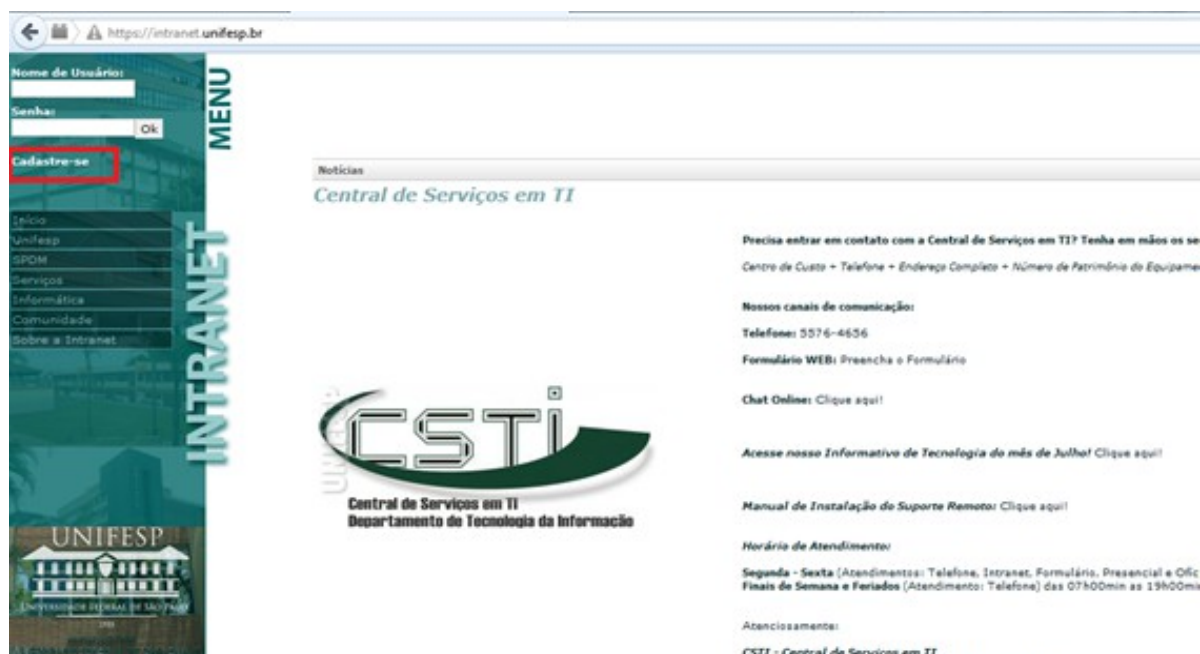 https://intranet.unifesp.br
Nome de Usuário:
Senha:
Ok
Cadastre-se
MENU
Início
Unifesp
SPDM
Serviços
Informática
Comunidade
Sobre a Intranet
INTRANET
UNIFESP
UNIVERSIDADE FEDERAL DE SÃO PAULO
Notícias
Central de Serviços em TI
UNIFESP
CSTI
Central de Serviços em TI
Departamento de Tecnologia da Informação
Precisa entrar em contato com a Central de Serviços em TI? Tenha em mãos os se
Centro de Custo + Telefone + Endereço Completo + Número de Patrimônio do Equipame
Nossos canais de comunicação:
Telefone: 5576-4656
Formulário WEB: Preencha o Formulário
Chat Online: Clique aqui!
Acesse nosso Informativo de Tecnologia do mês de Julho! Clique aqui!
Manual de Instalação do Suporte Remoto: Clique aqui!
Horário de Atendimento:
Segunda - Sexta (Atendimentos: Telefone, Intranet, Formulário, Presencial e Ofic
Finais de Semana e Feriados (Atendimento: Telefone) das 07h00min as 19h00mi
Atenciosamente:
CSTI - Central de Serviços em TI